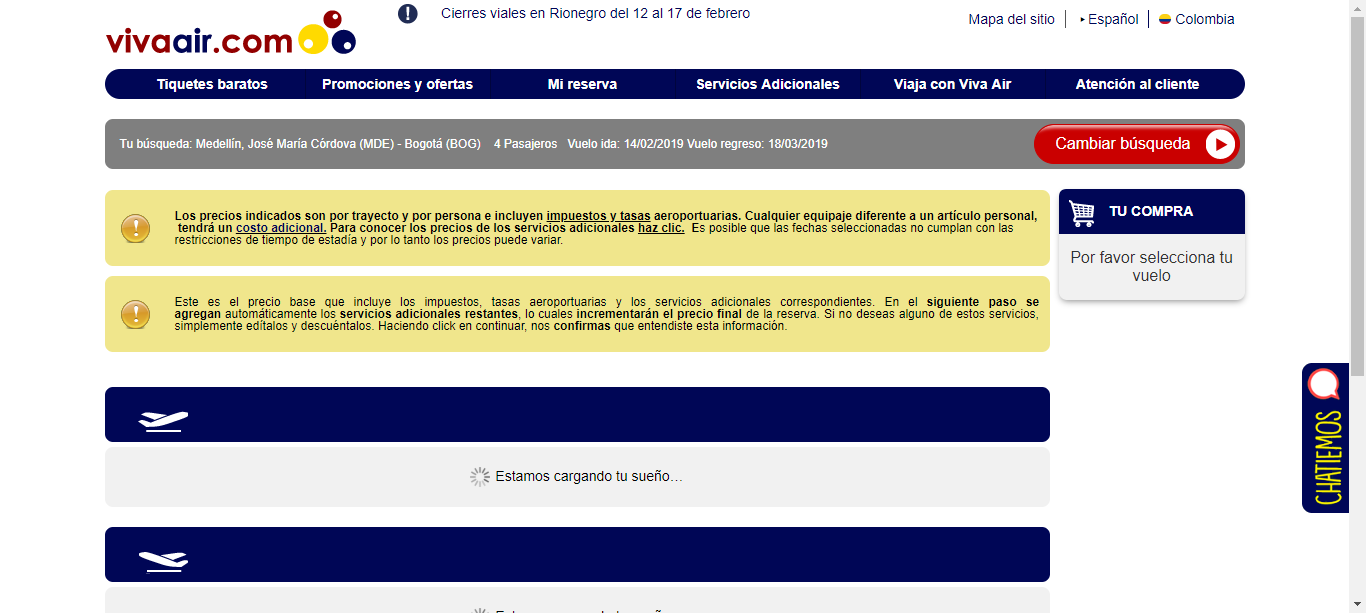 Cierres viales en Rionegro del 12 al 17 de febrero
Mapa del sitio
Español
Colombia
vivaair.com
Tiquetes baratos
Promociones y ofertas
Mi reserva
Servicios Adicionales
Viaja con Viva Air
Atención al cliente
Tu búsqueda: Medellín, José María Córdova (MDE) - Bogotá (BOG) 4 Pasajeros Vuelo ida: 14/02/2019 Vuelo regreso: 18/03/2019
Cambiar búsqueda
Los precios indicados son por trayecto y por persona e incluyen impuestos y tasas aeroportuarias. Cualquier equipaje diferente a un artículo personal,
tendrá un costo adicional. Para conocer los precios de los servicios adicionales haz clic. Es posible que las fechas seleccionadas no cumplan con las
restricciones de tiempo de estadía y por lo tanto los precios puede variar.
TU COMPRA
Por favor selecciona tu
vuelo
Este es el precio base que incluye los impuestos, tasas aeroportuarias y los servicios adicionales correspondientes. En el siguiente paso se
agregan automáticamente los servicios adicionales restantes, lo cuales incrementarán el precio final de la reserva. Si no deseas alguno de estos servicios,
simplemente edítalos y descuéntalos. Haciendo click en continuar, nos confirmas que entendiste esta información.
CHATIEMOS
Estamos cargando tu sueño…